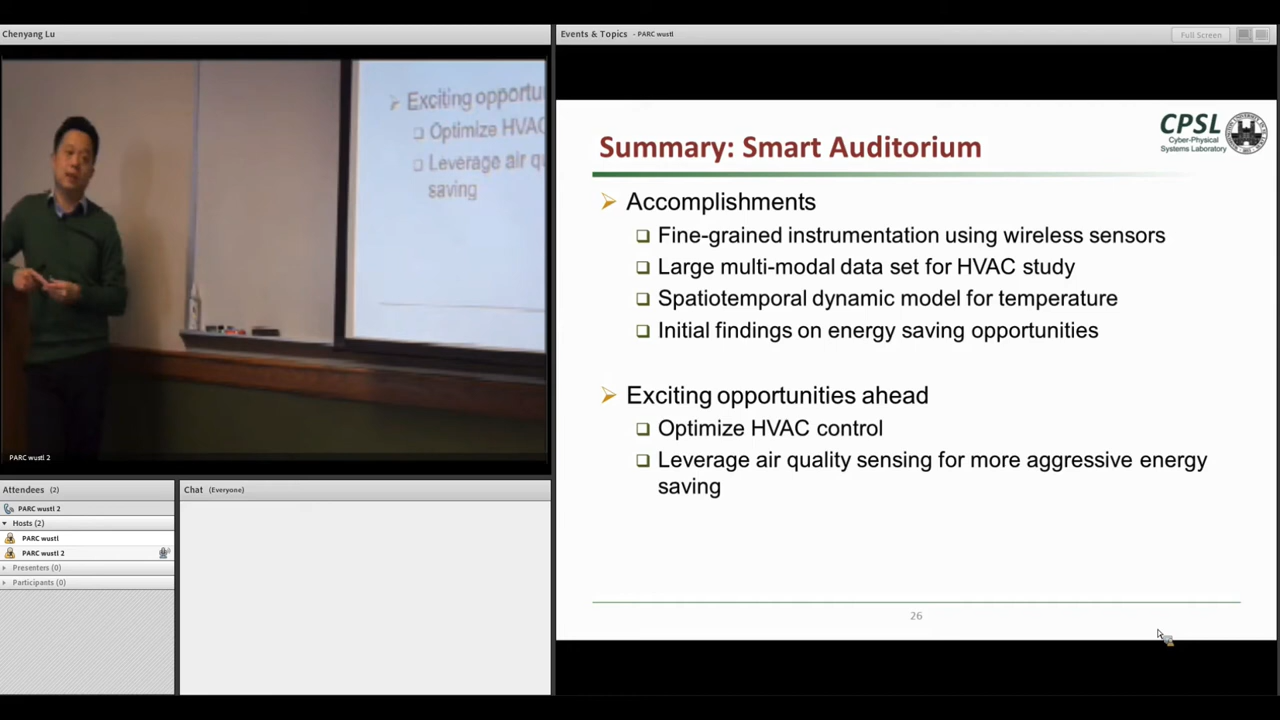 Chenyang Lu
Exciting opportu
Optimize HVAC
Leverage air qu
saving
PARC wustl 2
Attendees (2)
PARC wustl 2
Hosts (2)
PARC wustl
PARC wustl 2
Presenters (0)
Participants (0)
Chat (Everyone)
Events & Topics - PARC wustl
Full Screen
CPSL
Cyber-Physical
Systems Laboratory
Summary: Smart Auditorium
Accomplishments
Fine-grained instrumentation using wireless sensors
Large multi-modal data set for HVAC study
Spatiotemporal dynamic model for temperature
Initial findings on energy saving opportunities
Exciting opportunities ahead
Optimize HVAC control
Leverage air quality sensing for more aggressive energy
saving
26